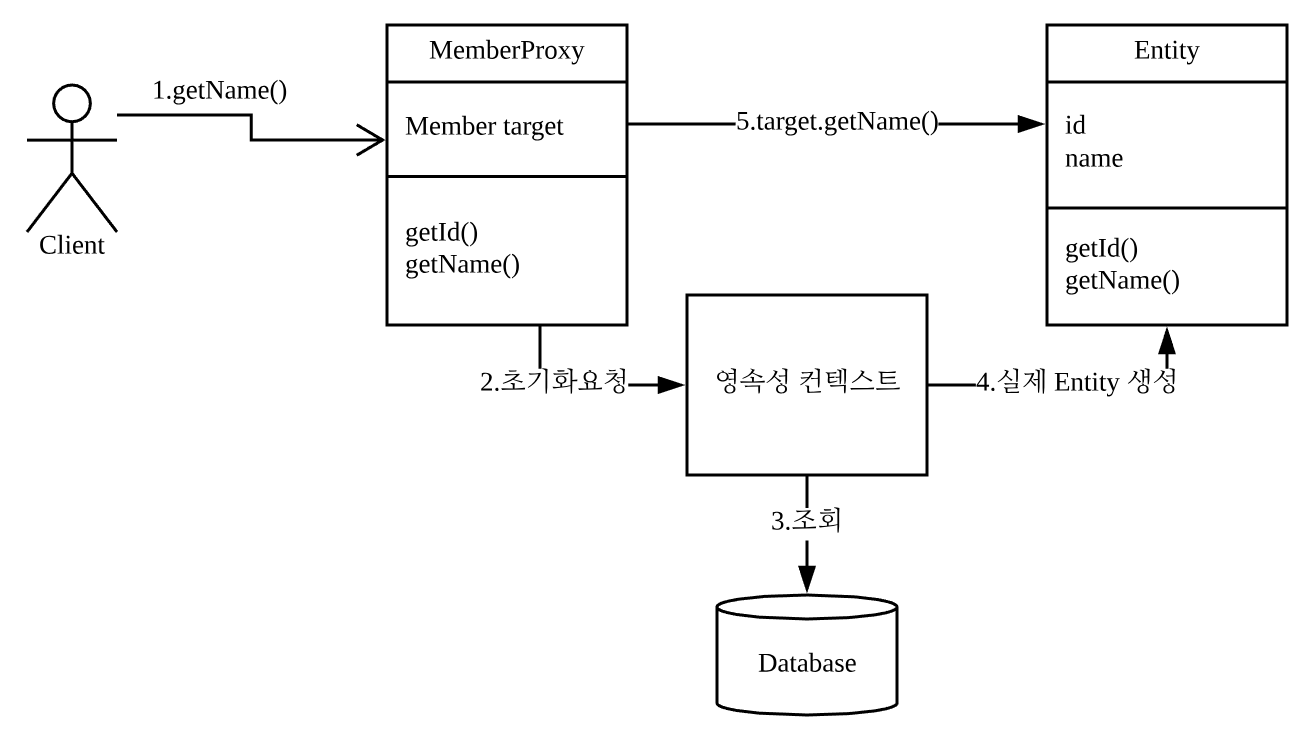 1.getName()
Client
MemberProxy
Member target
getId()
getName()
5.target.getName()
Entity
id
name
getId()
getName()
2.초기화요청
영속성 컨텍스트
4.실제 Entity 생성
3.조회
Database